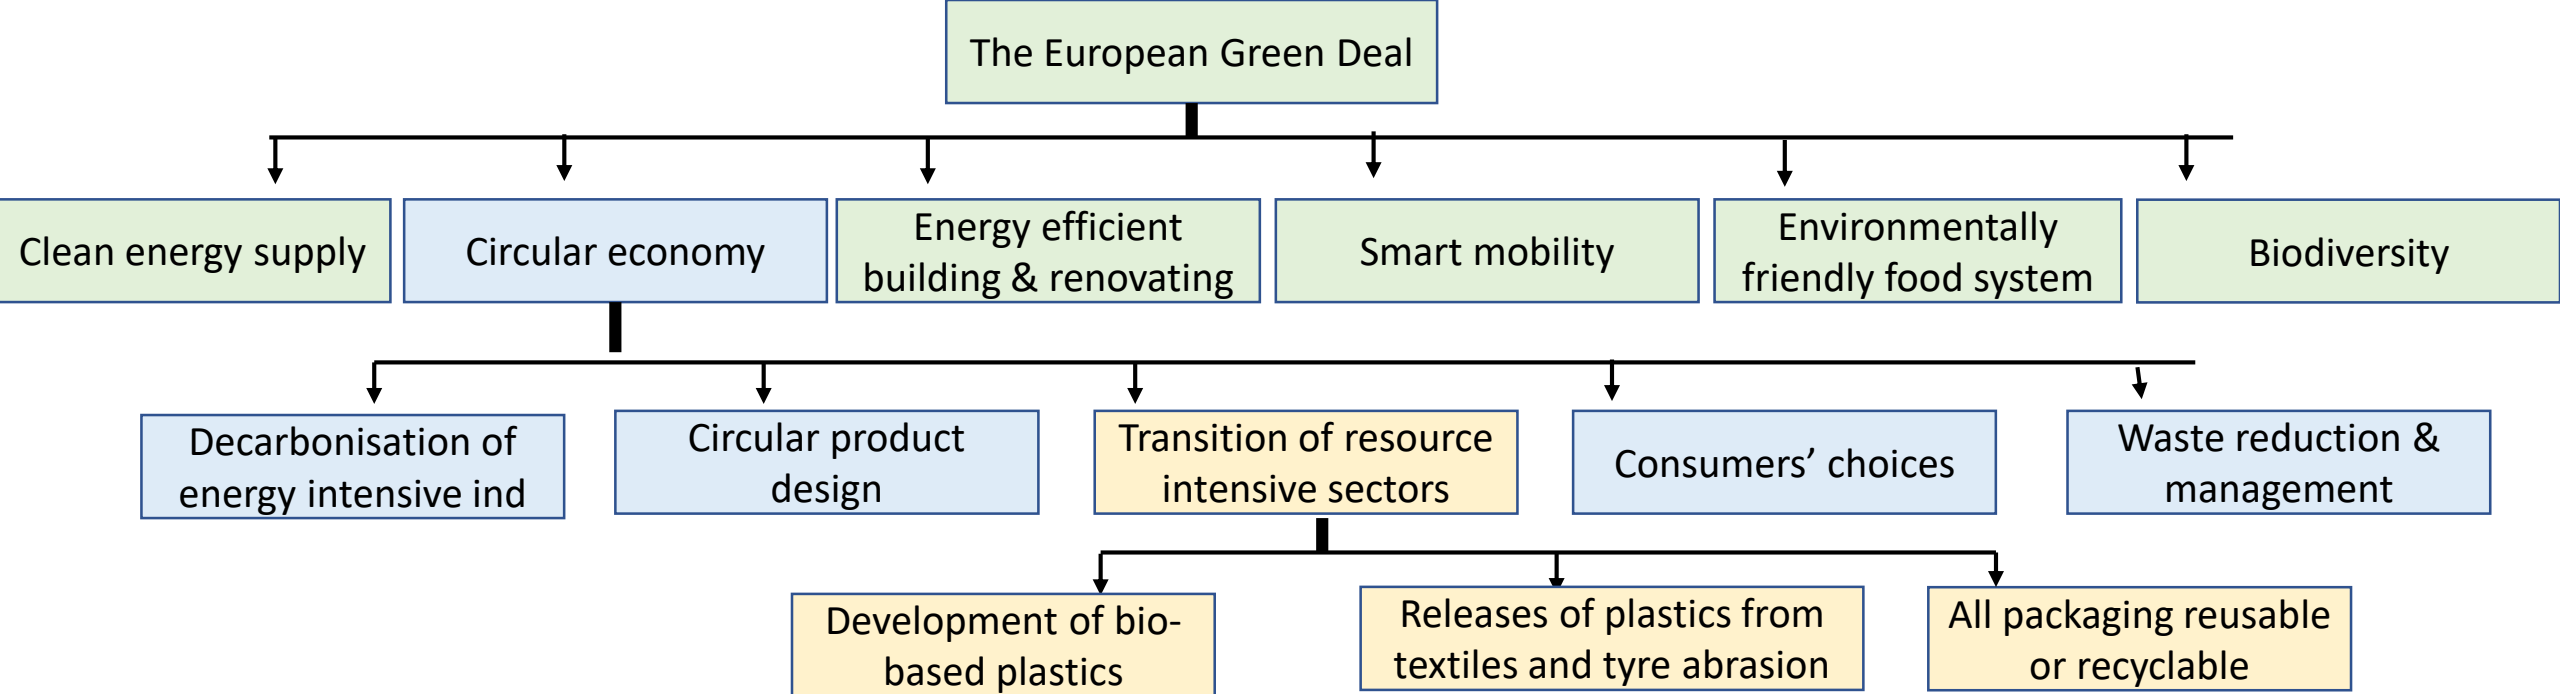 The European Green Deal
Clean energy supply
Circular economy
Energy efficient
building & renovating
Smart mobility
Environmentally
friendly food system
Biodiversity
Decarbonisation of
energy intensive ind
Circular product
design
Transition of resource
intensive sectors
Consumers’ choices
Waste reduction &
management
Development of bio-
based plastics
Releases of plastics from
textiles and tyre abrasion
All packaging reusable
or recyclable